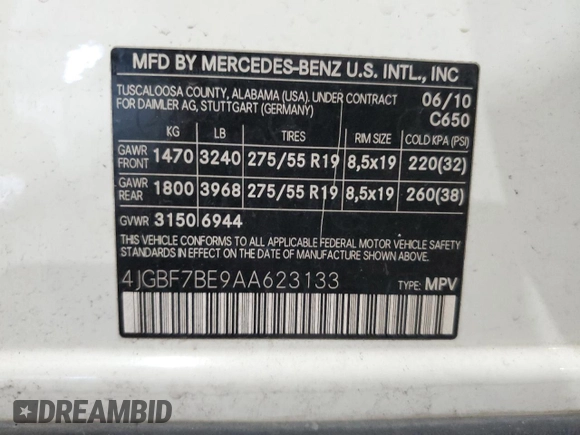 MFD BY MERCEDES-BENZ U.S. INTL., INC
TUSCALOOSA COUNTY, ALABAMA (USA). UNDER CONTRACT 06/10
FOR DAIMLER AG, STUTTGART (GERMANY) C650
KG LB TIRES RIM SIZE COLD KPA (PSI)
GAWR FRONT 1470 3240 275/55 R19 8,5x19 220(32)
GAWR REAR 1800 3968 275/55 R19 8,5x19 260(38)
GVWR 3150 6944
THIS VEHICLE CONFORMS TO ALL APPLICABLE FEDERAL MOTOR VEHICLE SAFETY
STANDARDS IN EFFECT ON THE DATE OF MANUFACTURE SHOWN ABOVE.
4JGBF7BE9AA623133
TYPE: MPV
DREAMBID